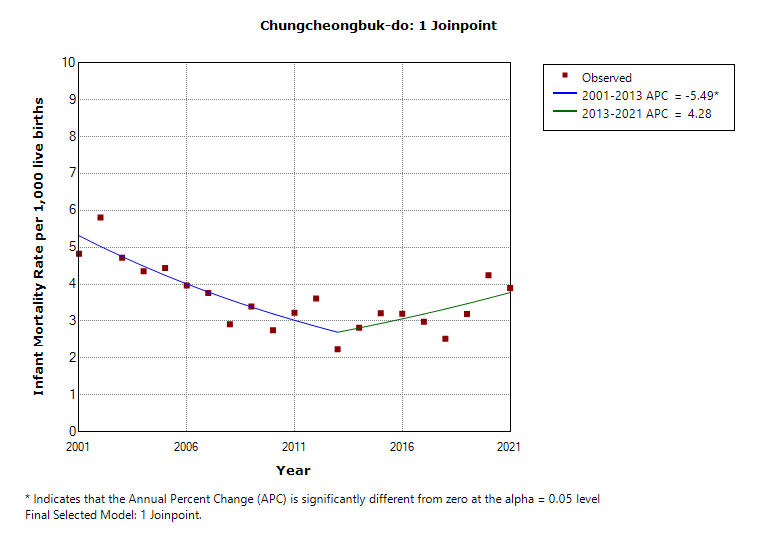 Chungcheongbuk-do: 1 Joinpoint
Infant Mortality Rate per 1,000 live births
10
9
8
7
6
5
4
3
2
1
0
2001 2006 2011 2016 2021
Year
Observed
2001-2013 APC = -5.49*
2013-2021 APC = 4.28
* Indicates that the Annual Percent Change (APC) is significantly different from zero at the alpha = 0.05 level
Final Selected Model: 1 Joinpoint.